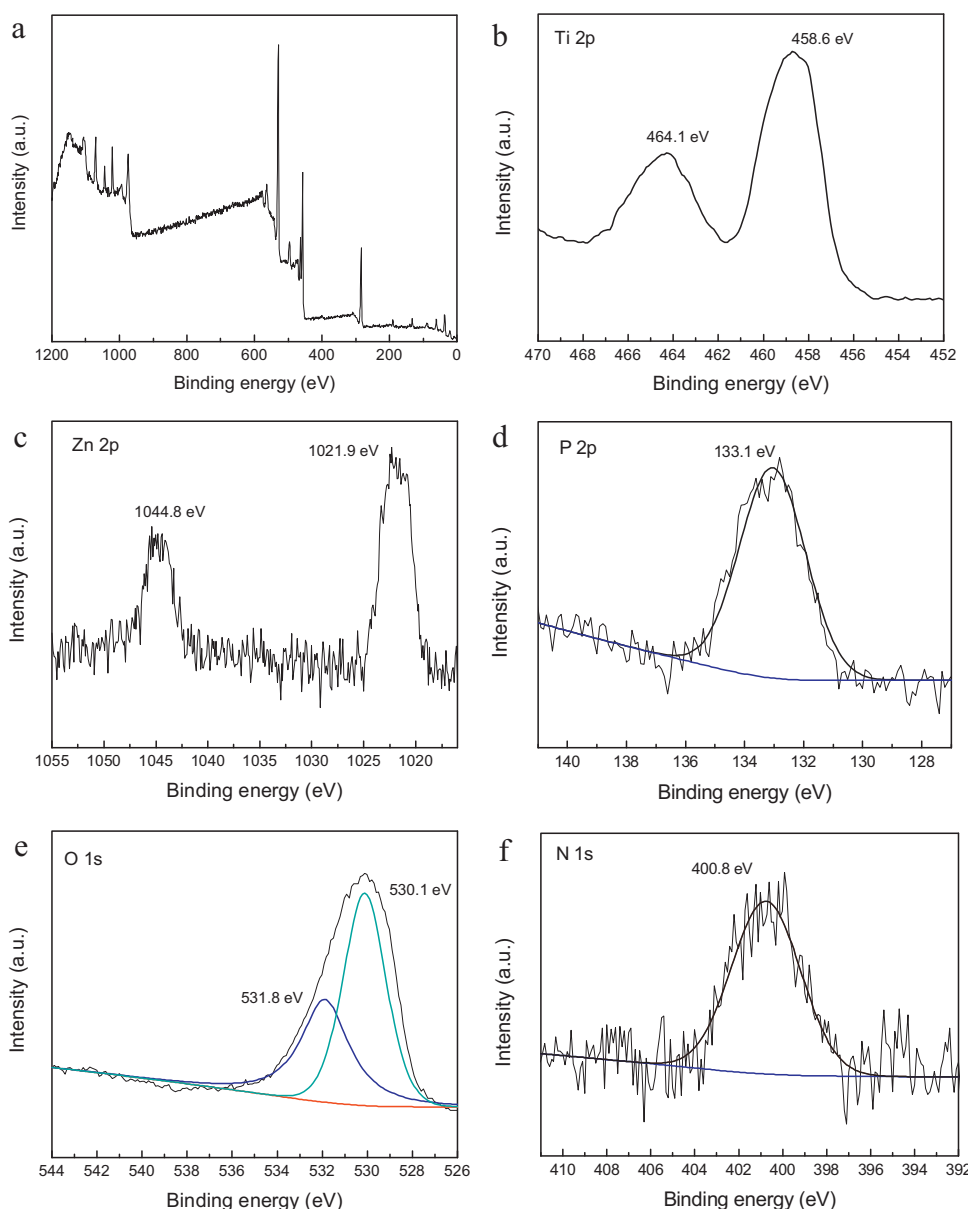 a
Intensity (a.u.)
1200 1000 800 600 400 200 0
Binding energy (eV)
b
Ti 2p
458.6 eV
464.1 eV
Intensity (a.u.)
470 468 466 464 462 460 458 456 454 452
Binding energy (eV)
c
Zn 2p
1021.9 eV
1044.8 eV
Intensity (a.u.)
1055 1050 1045 1040 1035 1030 1025 1020
Binding energy (eV)
d
P 2p
133.1 eV
Intensity (a.u.)
140 138 136 134 132 130 128
Binding energy (eV)
e
O 1s
530.1 eV
531.8 eV
Intensity (a.u.)
544 542 540 538 536 534 532 530 528 526
Binding energy (eV)
f
N 1s
400.8 eV
Intensity (a.u.)
410 408 406 404 402 400 398 396 394 392
Binding energy (eV)